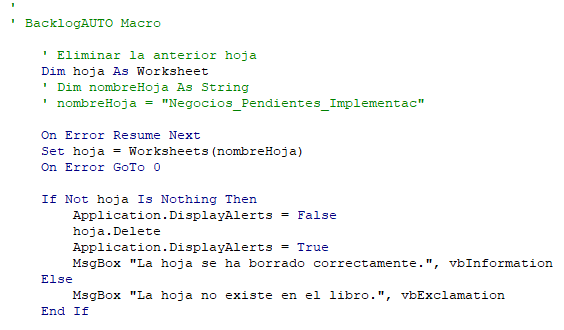 '
' BacklogAUTO Macro
' Eliminar la anterior hoja
Dim hoja As Worksheet
' Dim nombreHoja As String
' nombreHoja = "Negocios_Pendientes_Implementac"
On Error Resume Next
Set hoja = Worksheets(nombreHoja)
On Error GoTo 0
If Not hoja Is Nothing Then
Application.DisplayAlerts = False
hoja.Delete
Application.DisplayAlerts = True
MsgBox "La hoja se ha borrado correctamente.", vbInformation
Else
MsgBox "La hoja no existe en el libro.", vbExclamation
End If